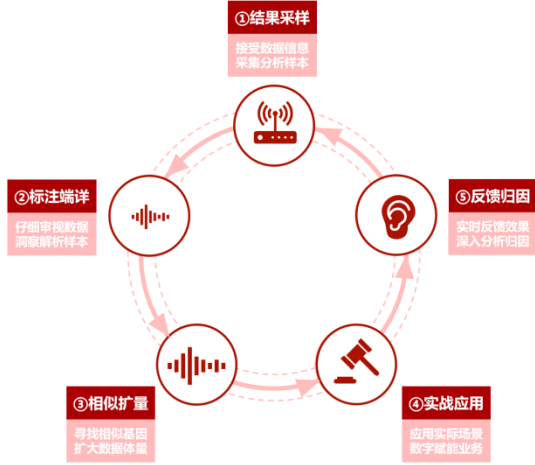 ①结果采样
接受数据信息
采集分析样本
②标注端详
仔细审视数据
洞察解析样本
③相似扩量
寻找相似基因
扩大数据体量
④实战应用
应用实际场景
数字赋能业务
⑤反馈归因
实时反馈效果
深入分析归因